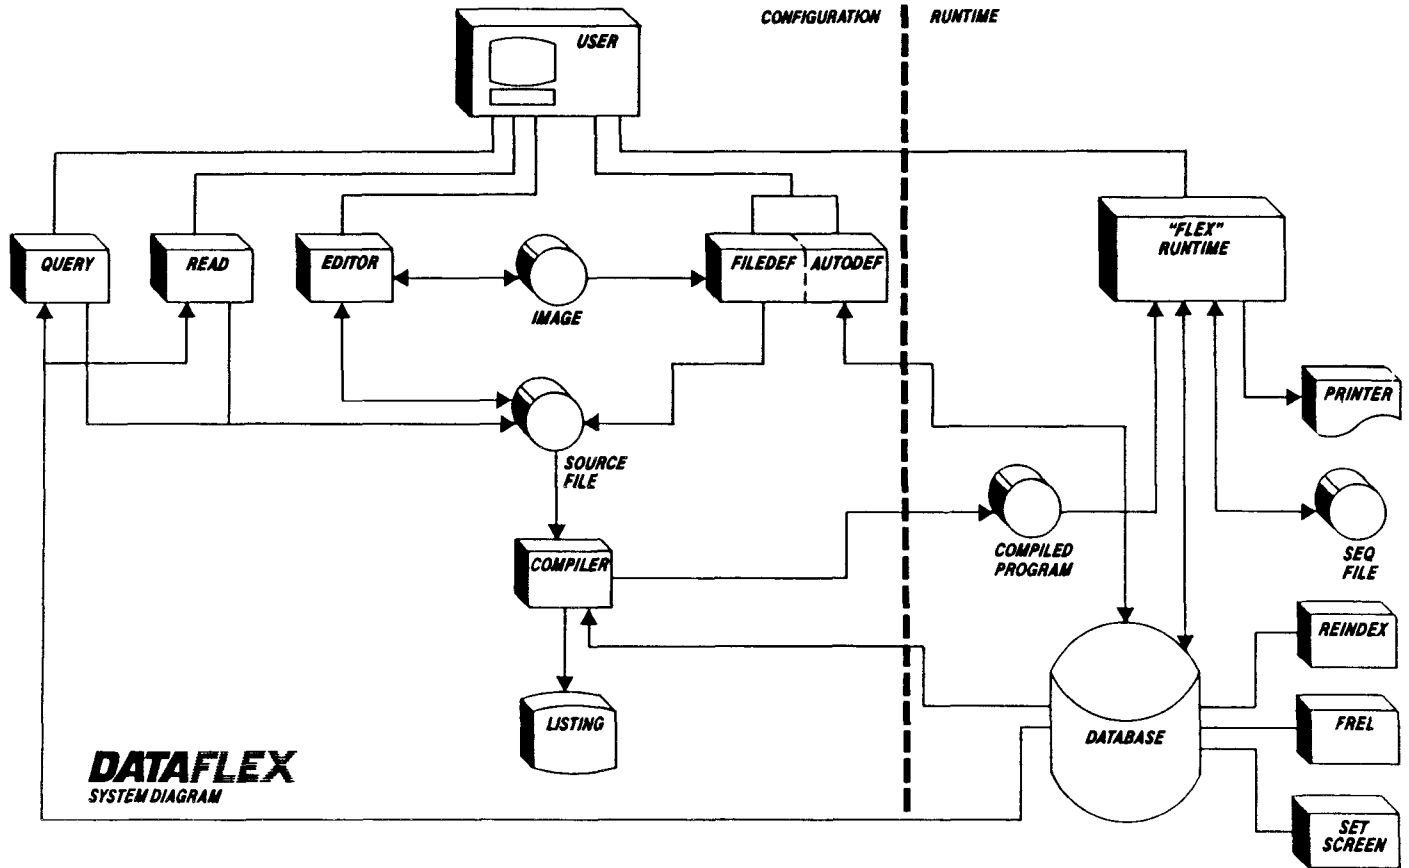 CONFIGURATION
RUNTIME
USER
QUERY
READ
EDITOR
IMAGE
FILEDEF
AUTODEF
"FLEX"
RUNTIME
PRINTER
SOURCE
FILE
COMPILED
PROGRAM
SEQ
FILE
COMPILER
REINDEX
LISTING
DATABASE
FREL
DATAFLEX
SYSTEM DIAGRAM
SET
SCREEN